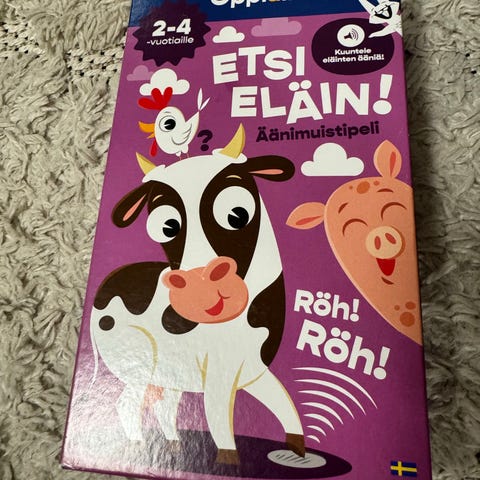 2-4
-vuotiaille
Kuuntele
eläinten ääniä!
ETSI
ELÄIN!
Äänimuistipeli
?
Röh!
Röh!